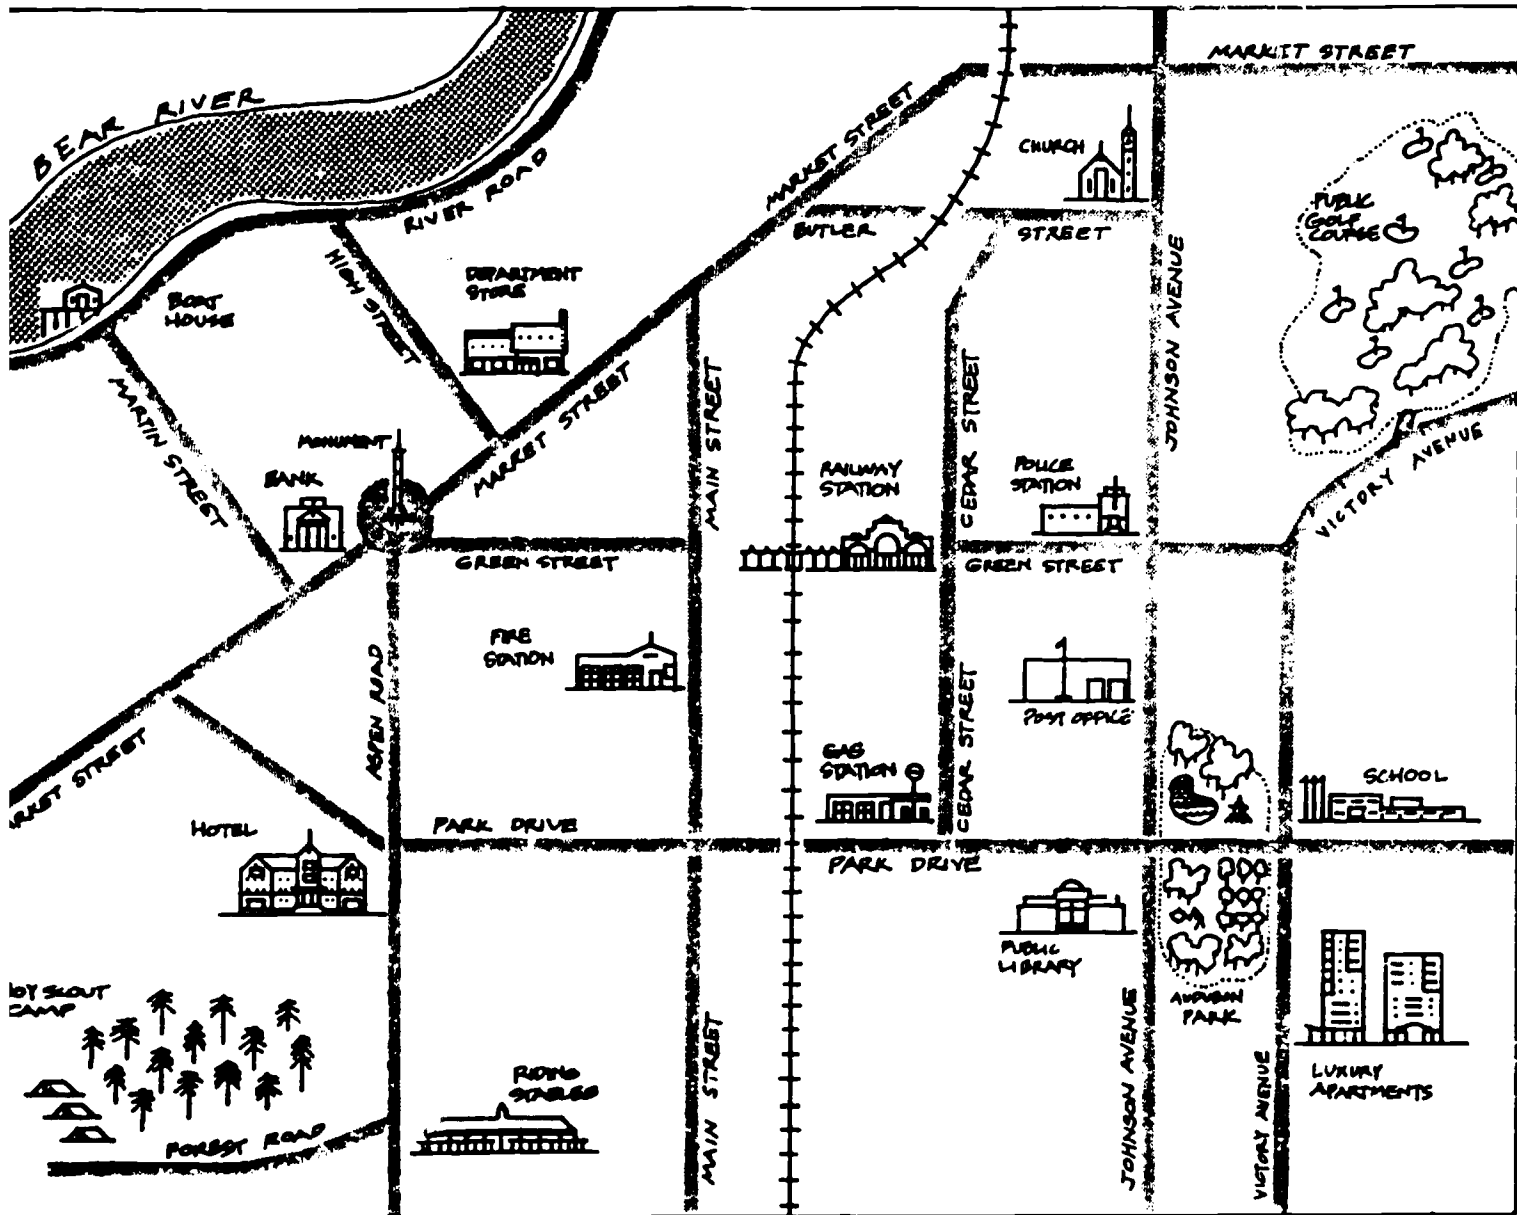 MARKET STREET
BEAR RIVER
MARKET STREET
CHURCH
RIVER ROAD
PUBLIC
GOLF
COURSE
BUTLER
STREET
HIGH STREET
DEPARTMENT
STORE
BOAT
HOUSE
JOHNSON AVENUE
MARTIN STREET
MARKET STREET
MAIN STREET
CEDAR STREET
MONUMENT
BANK
RAILWAY
STATION
POLICE
STATION
VICTORY AVENUE
GREEN STREET
GREEN STREET
FIRE
STATION
ASPEN ROAD
CEDAR STREET
POST OFFICE
RKET STREET
GAS
STATION
SCHOOL
HOTEL
PARK DRIVE
PARK DRIVE
PUBLIC
LIBRARY
OY SCOUT
CAMP
AUDUBON
PARK
MAIN STREET
JOHNSON AVENUE
VICTORY AVENUE
RIDING
STABLES
LUXURY
APARTMENTS
FOREST ROAD